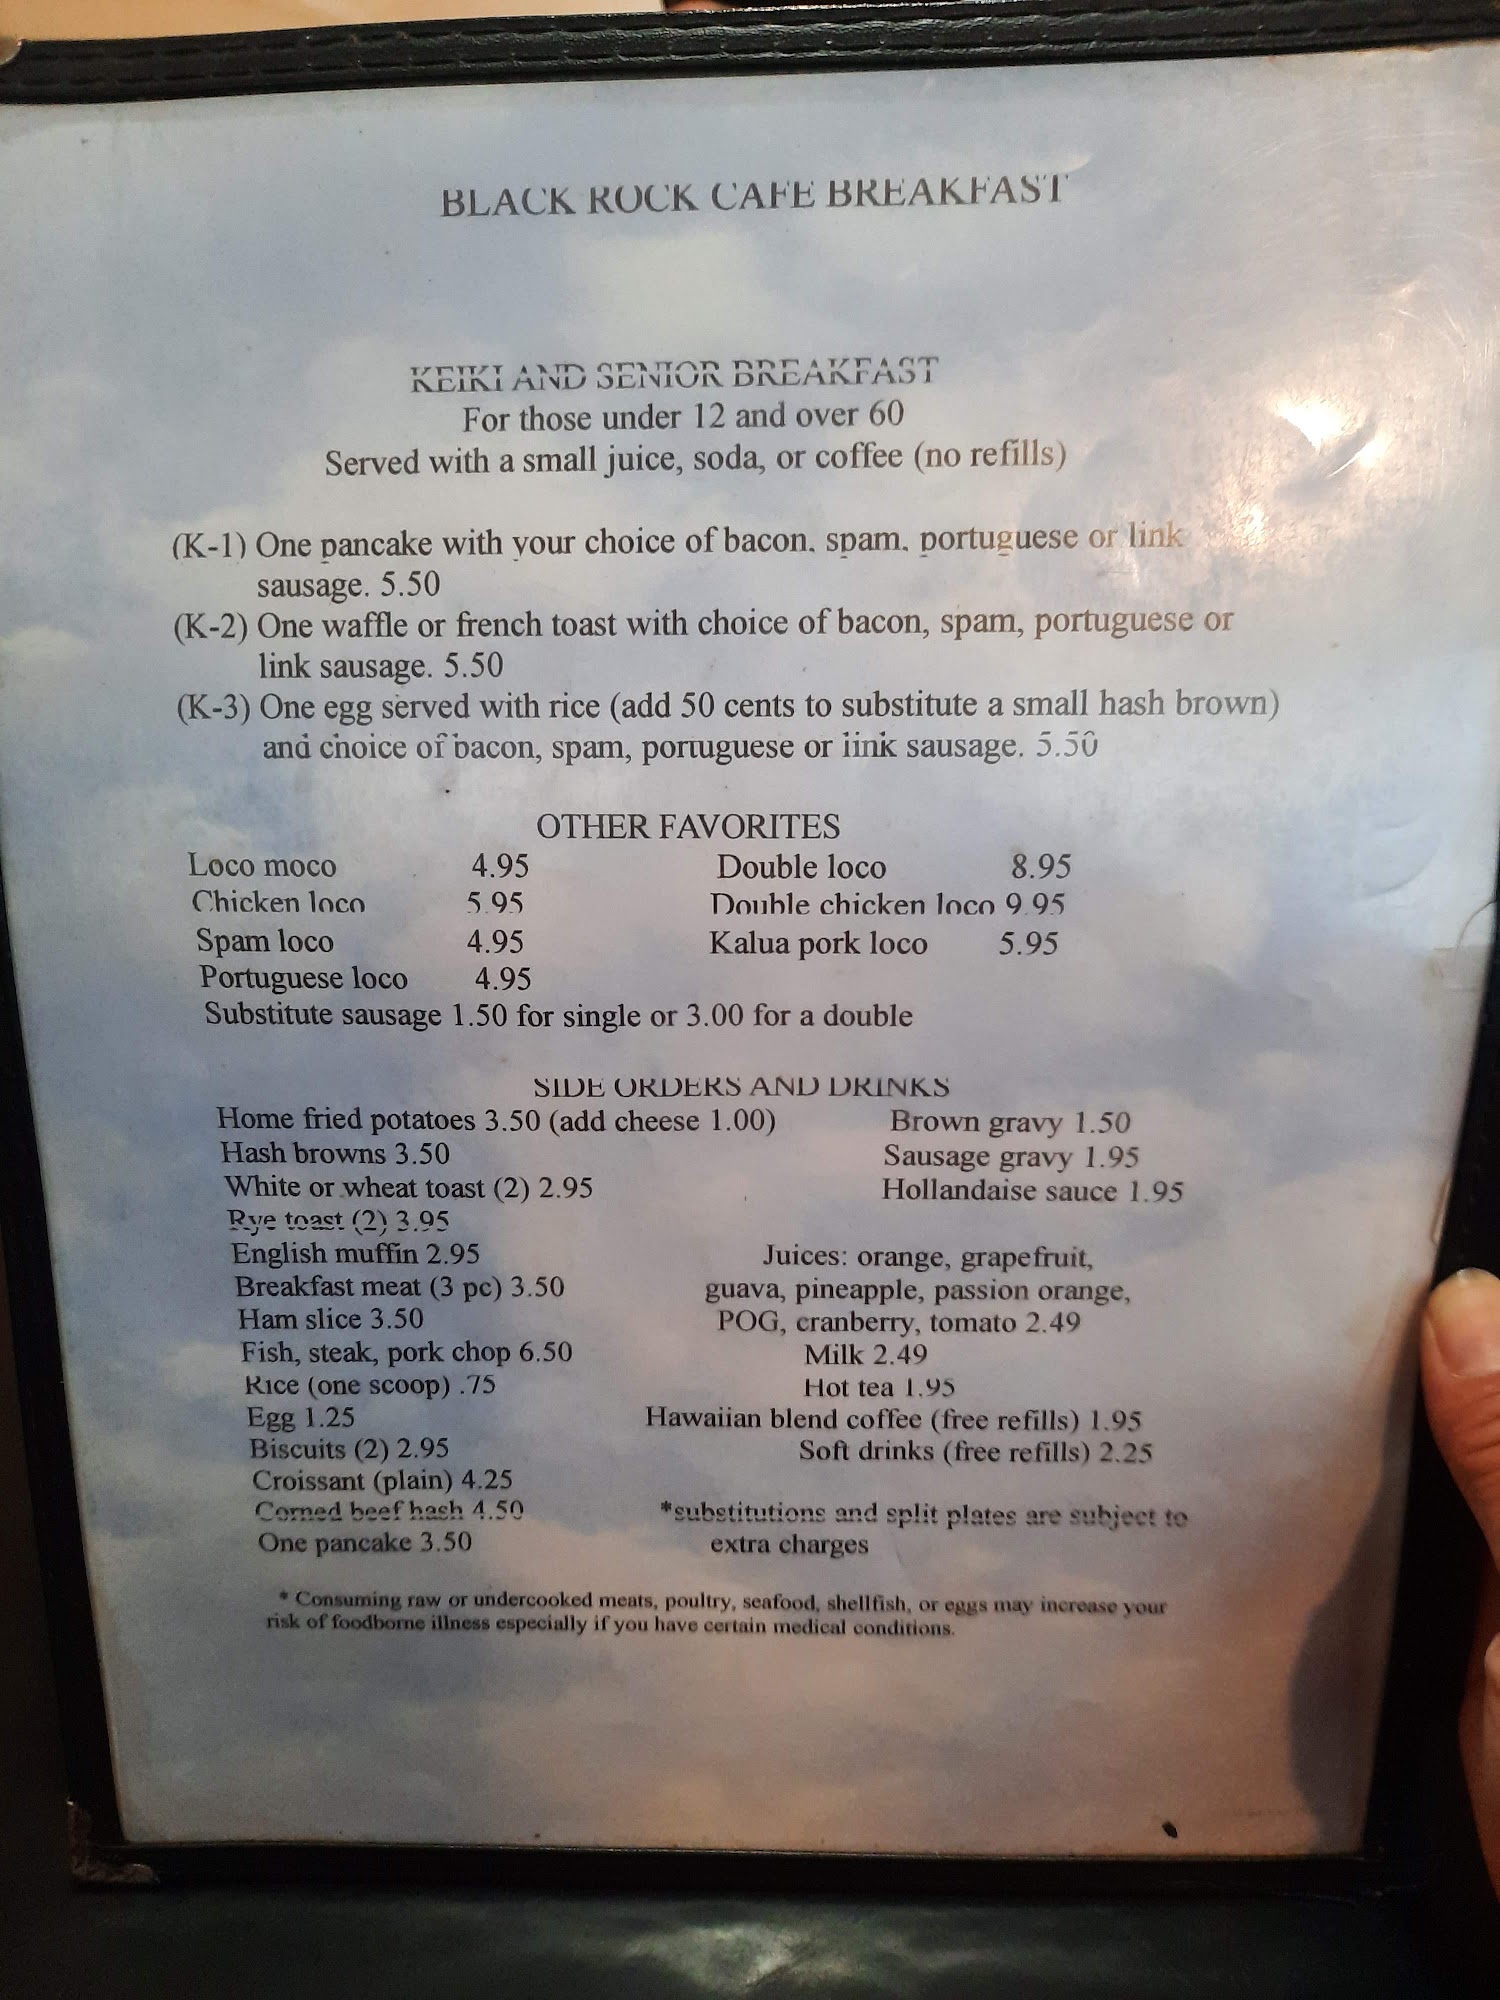 BLACK ROCK CAFE BREAKFAST
KEIKI AND SENIOR BREAKFAST
For those under 12 and over 60
Served with a small juice, soda, or coffee (no refills)
(K-1) One pancake with your choice of bacon, spam, portuguese or link
sausage. 5.50
(K-2) One waffle or french toast with choice of bacon, spam, portuguese or
link sausage. 5.50
(K-3) One egg served with rice (add 50 cents to substitute a small hash brown)
and choice of bacon, spam, portuguese or link sausage. 5.50
OTHER FAVORITES
Loco moco 4.95 Double loco 8.95
Chicken loco 5.95 Double chicken loco 9.95
Spam loco 4.95 Kalua pork loco 5.95
Portuguese loco 4.95
Substitute sausage 1.50 for single or 3.00 for a double
SIDE ORDERS AND DRINKS
Home fried potatoes 3.50 (add cheese 1.00)
Hash browns 3.50
White or wheat toast (2) 2.95
Rye toast (2) 3.95
English muffin 2.95
Breakfast meat (3 pc) 3.50
Ham slice 3.50
Fish, steak, pork chop 6.50
Rice (one scoop) .75
Egg 1.25
Biscuits (2) 2.95
Croissant (plain) 4.25
Corned beef hash 4.50
One pancake 3.50
Brown gravy 1.50
Sausage gravy 1.95
Hollandaise sauce 1.95
Juices: orange, grapefruit,
guava, pineapple, passion orange,
POG, cranberry, tomato 2.49
Milk 2.49
Hot tea 1.95
Hawaiian blend coffee (free refills) 1.95
Soft drinks (free refills) 2.25
*substitutions and split plates are subject to
extra charges
* Consuming raw or undercooked meats, poultry, seafood, shellfish, or eggs may increase your
risk of foodborne illness especially if you have certain medical conditions.